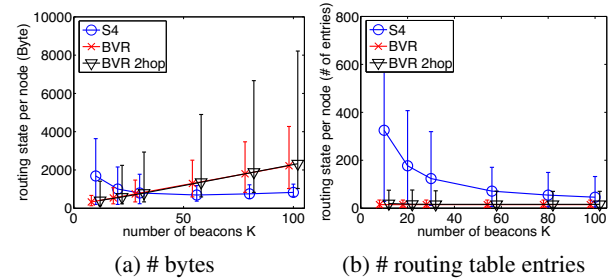 routing state per node (Byte)
10000
8000
6000
4000
2000
0
S4
BVR
BVR 2hop
0
50
100
number of beacons K
(a) # bytes
routing state per node (# of entries)
800
600
400
200
0
S4
BVR
BVR 2hop
0
20
40
60
80
100
number of beacons K
(b) # routing table entries